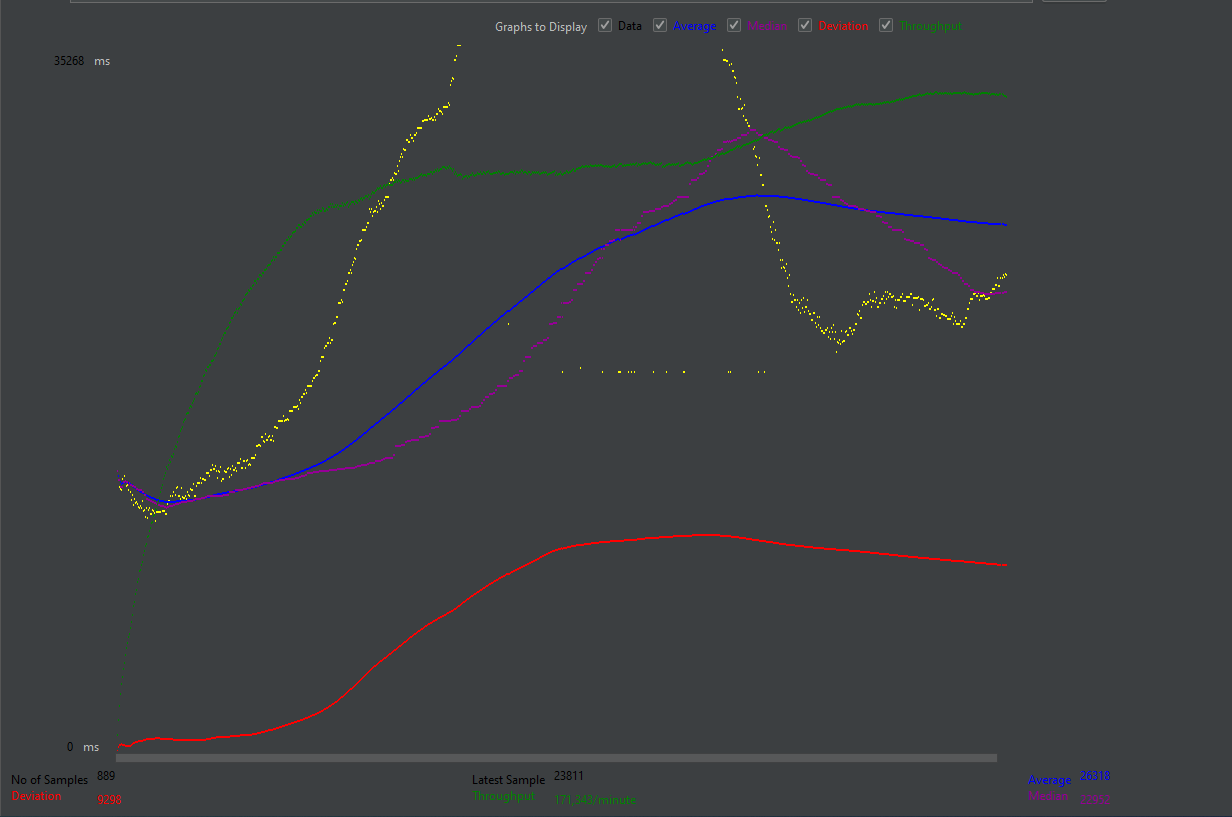 Graphs to Display Data Average Median Deviation Throughput
35268 ms
0 ms
No of Samples 889 Latest Sample 23811 Average 26318
Deviation 9298 Throughput 171,343/minute Median